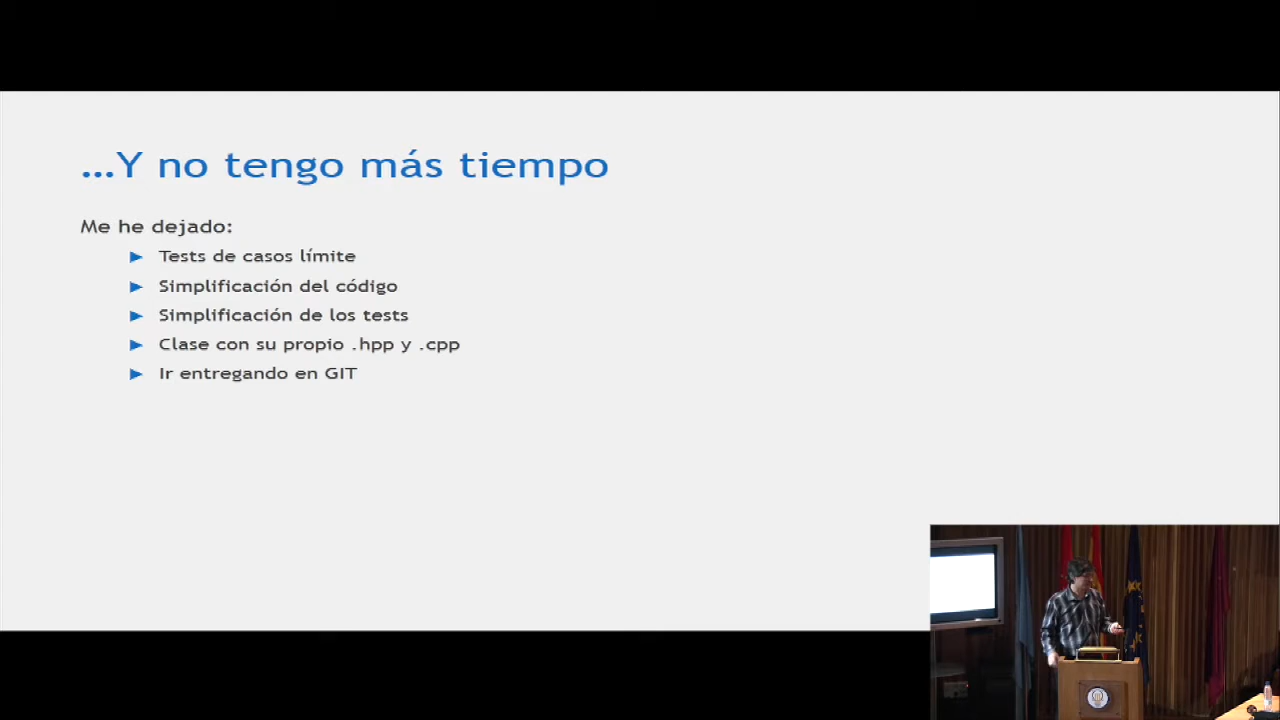 ...Y no tengo más tiempo
Me he dejado:
Tests de casos límite
Simplificación del código
Simplificación de los tests
Clase con su propio .hpp y .cpp
Ir entregando en GIT